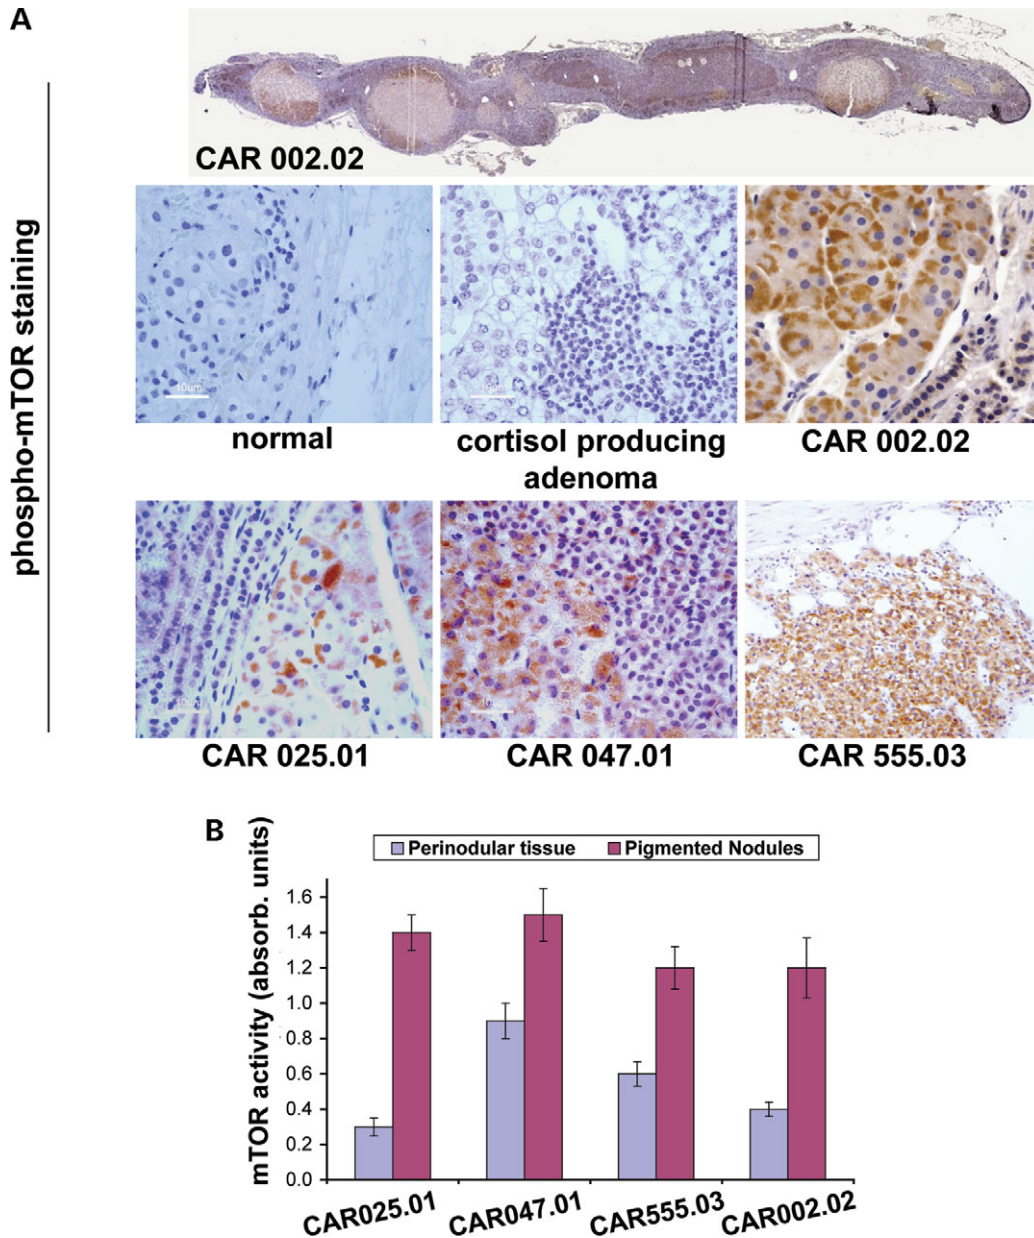 A
CAR 002.02
phospho-mTOR staining
10um
10um
normal
cortisol producing
adenoma
CAR 002.02
CAR 025.01
CAR 047.01
CAR 555.03
B
Perinodular tissue
Pigmented Nodules
mTOR activity (absorb. units)
1.6
1.4
1.2
1.0
0.8
0.6
0.4
0.2
0.0
CAR025.01
CAR047.01
CAR555.03
CAR002.02